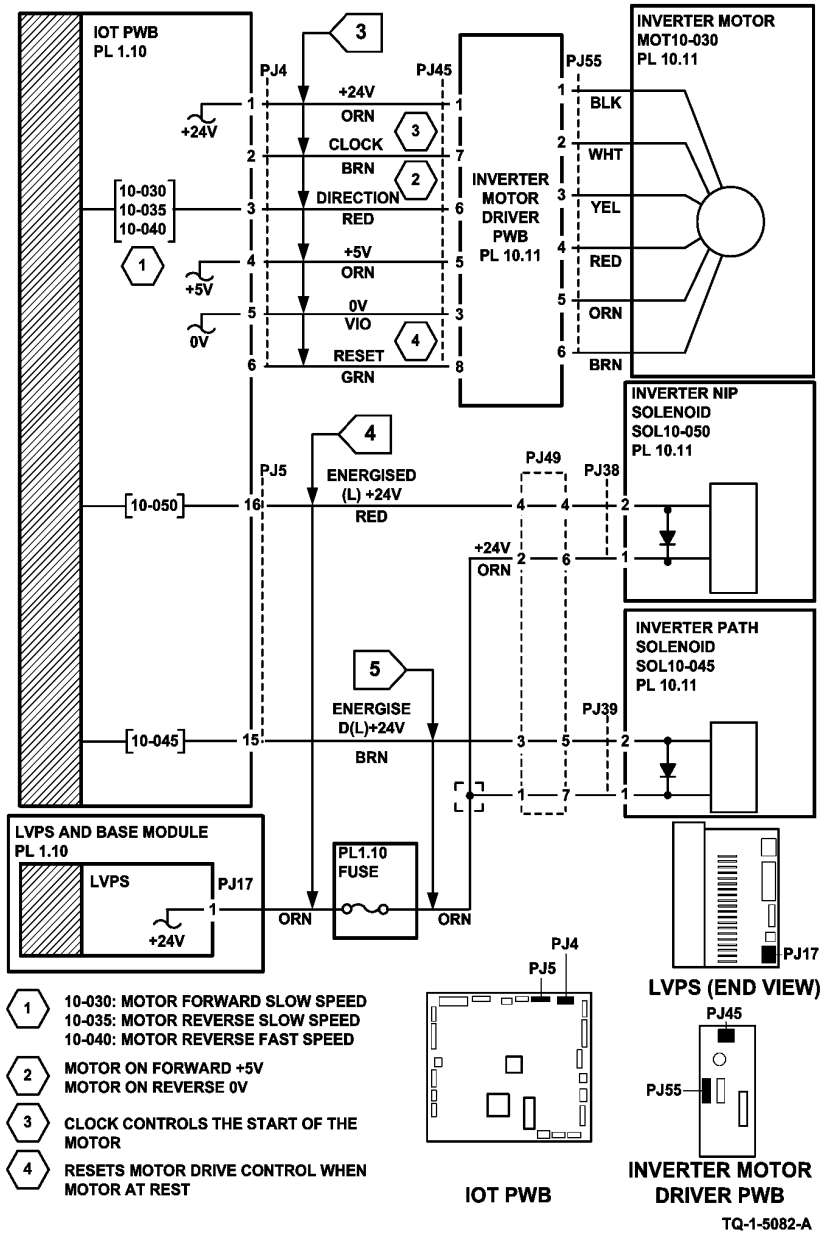 IOT PWB
PL 1.10
3
INVERTER MOTOR
MOT10-030
PL 10.11
PJ4
PJ45
PJ55
+24V
1
+24V
ORN
1
1
BLK
3
CLOCK
2
BRN
7
2
WHT
2
INVERTER
MOTOR
DRIVER
PWB
PL 10.11
10-030
10-035
10-040
3
DIRECTION
RED
6
3
YEL
1
+5V
4
+5V
ORN
5
4
RED
0V
5
0V
VIO
3
5
ORN
4
6
RESET
GRN
8
6
BRN
INVERTER NIP
SOLENOID
SOL10-050
PL 10.11
4
PJ5
PJ49
PJ38
ENERGISED
(L) +24V
10-050
16
RED
4
4
2
+24V
ORN
2
6
1
INVERTER PATH
SOLENOID
SOL10-045
PL 10.11
5
PJ39
ENERGISE
D(L)+24V
10-045
15
BRN
3
5
2
1
7
1
LVPS AND BASE MODULE
PL 1.10
LVPS
PJ17
+24V
1
ORN
PL1.10
FUSE
ORN
PJ17
LVPS (END VIEW)
PJ4
PJ5
IOT PWB
PJ45
PJ55
INVERTER MOTOR
DRIVER PWB
1
10-030: MOTOR FORWARD SLOW SPEED
10-035: MOTOR REVERSE SLOW SPEED
10-040: MOTOR REVERSE FAST SPEED
2
MOTOR ON FORWARD +5V
MOTOR ON REVERSE 0V
3
CLOCK CONTROLS THE START OF THE
MOTOR
4
RESETS MOTOR DRIVE CONTROL WHEN
MOTOR AT REST
TQ-1-5082-A